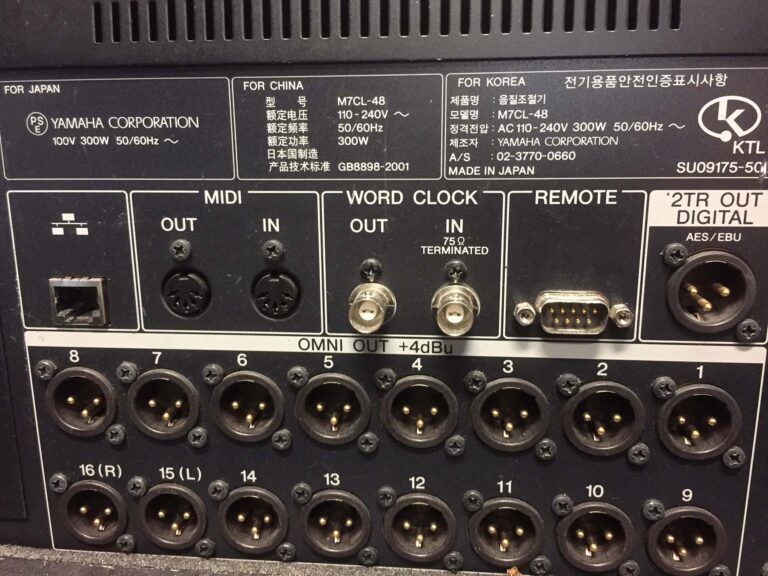 FOR JAPAN
PS
E
YAMAHA CORPORATION
100V 300W 50/60Hz ～
FOR CHINA
型 号 M7CL-48
额定电压 110-240V ～
额定频率 50/60Hz
额定功率 300W
日本国制造
产品技术标准 GB8898-2001
FOR KOREA 전기용품안전인증표시사항
제품명 : 음질조절기
모델명 : M7CL-48
정격전압 : AC 110-240V 300W 50/60Hz ～
제조자 : YAMAHA CORPORATION
A/S : 02-3770-0660
MADE IN JAPAN
KTL
SU09175-50
MIDI
OUT IN
WORD CLOCK
OUT IN
75Ω
TERMINATED
REMOTE
2TR OUT
DIGITAL
AES/EBU
OMNI OUT +4dBu
8 7 6 5 4 3 2 1
16(R) 15(L) 14 13 12 11 10 9